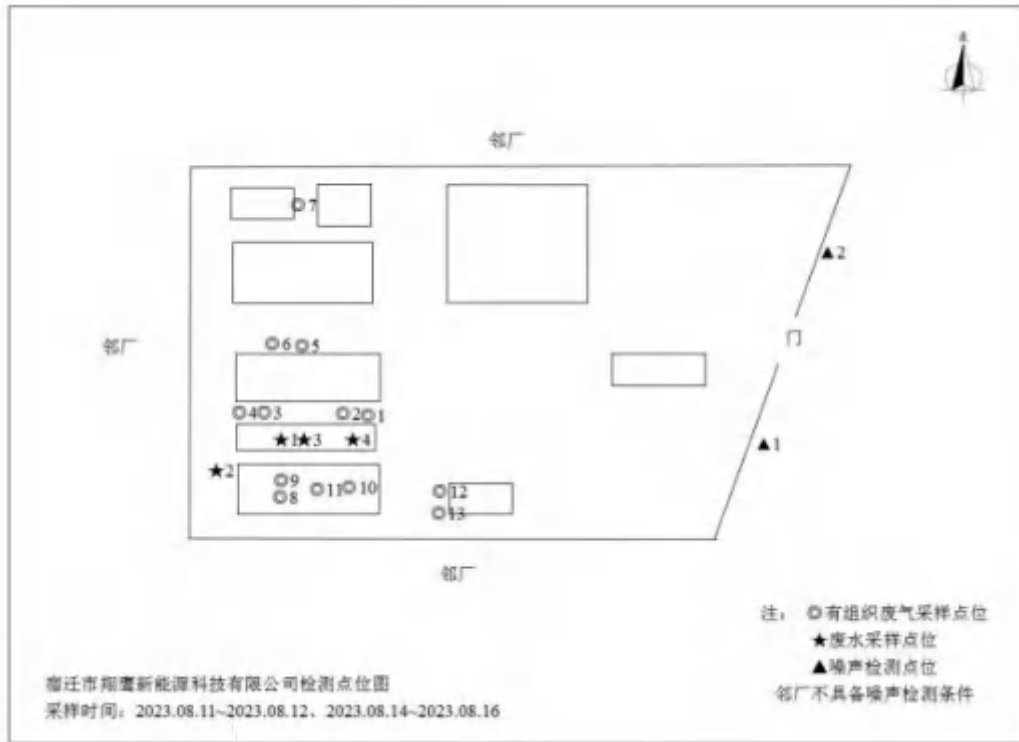 北
邻厂
◎7
▲2
邻厂
门
◎6 ◎5
◎4◎3 ◎2◎1
★1★3 ★4
▲1
★2
◎9
◎8
◎11 ◎10
◎12
◎13
邻厂
注： ◎有组织废气采样点位
★废水采样点位
▲噪声检测点位
邻厂不具备噪声检测条件
宿迁市翔鹰新能源科技有限公司检测点位图
采样时间：2023.08.11~2023.08.12、2023.08.14~2023.08.16